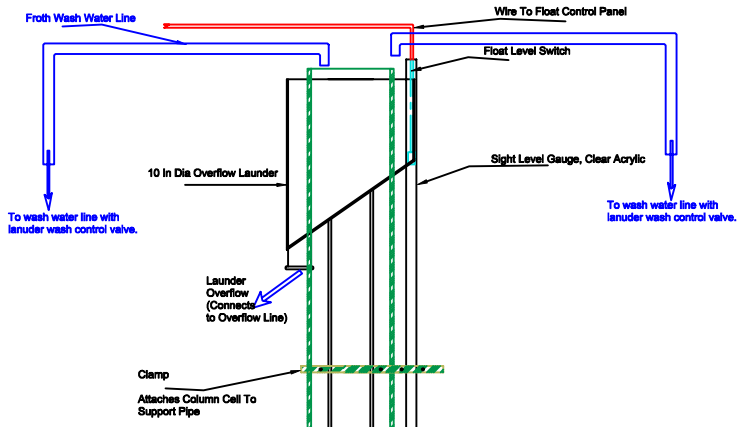 Wire To Float Control Panel
Froth Wash Water Line
Float Level Switch
10 In Dia Overflow Launder
Sight Level Gauge, Clear Acrylic
To wash water line with
lanuder wash control valve.
To wash water line with
lanuder wash control valve.
Launder
Overflow
(Connects
to Overflow Line)
Clamp
Attaches Column Cell To
Support Pipe